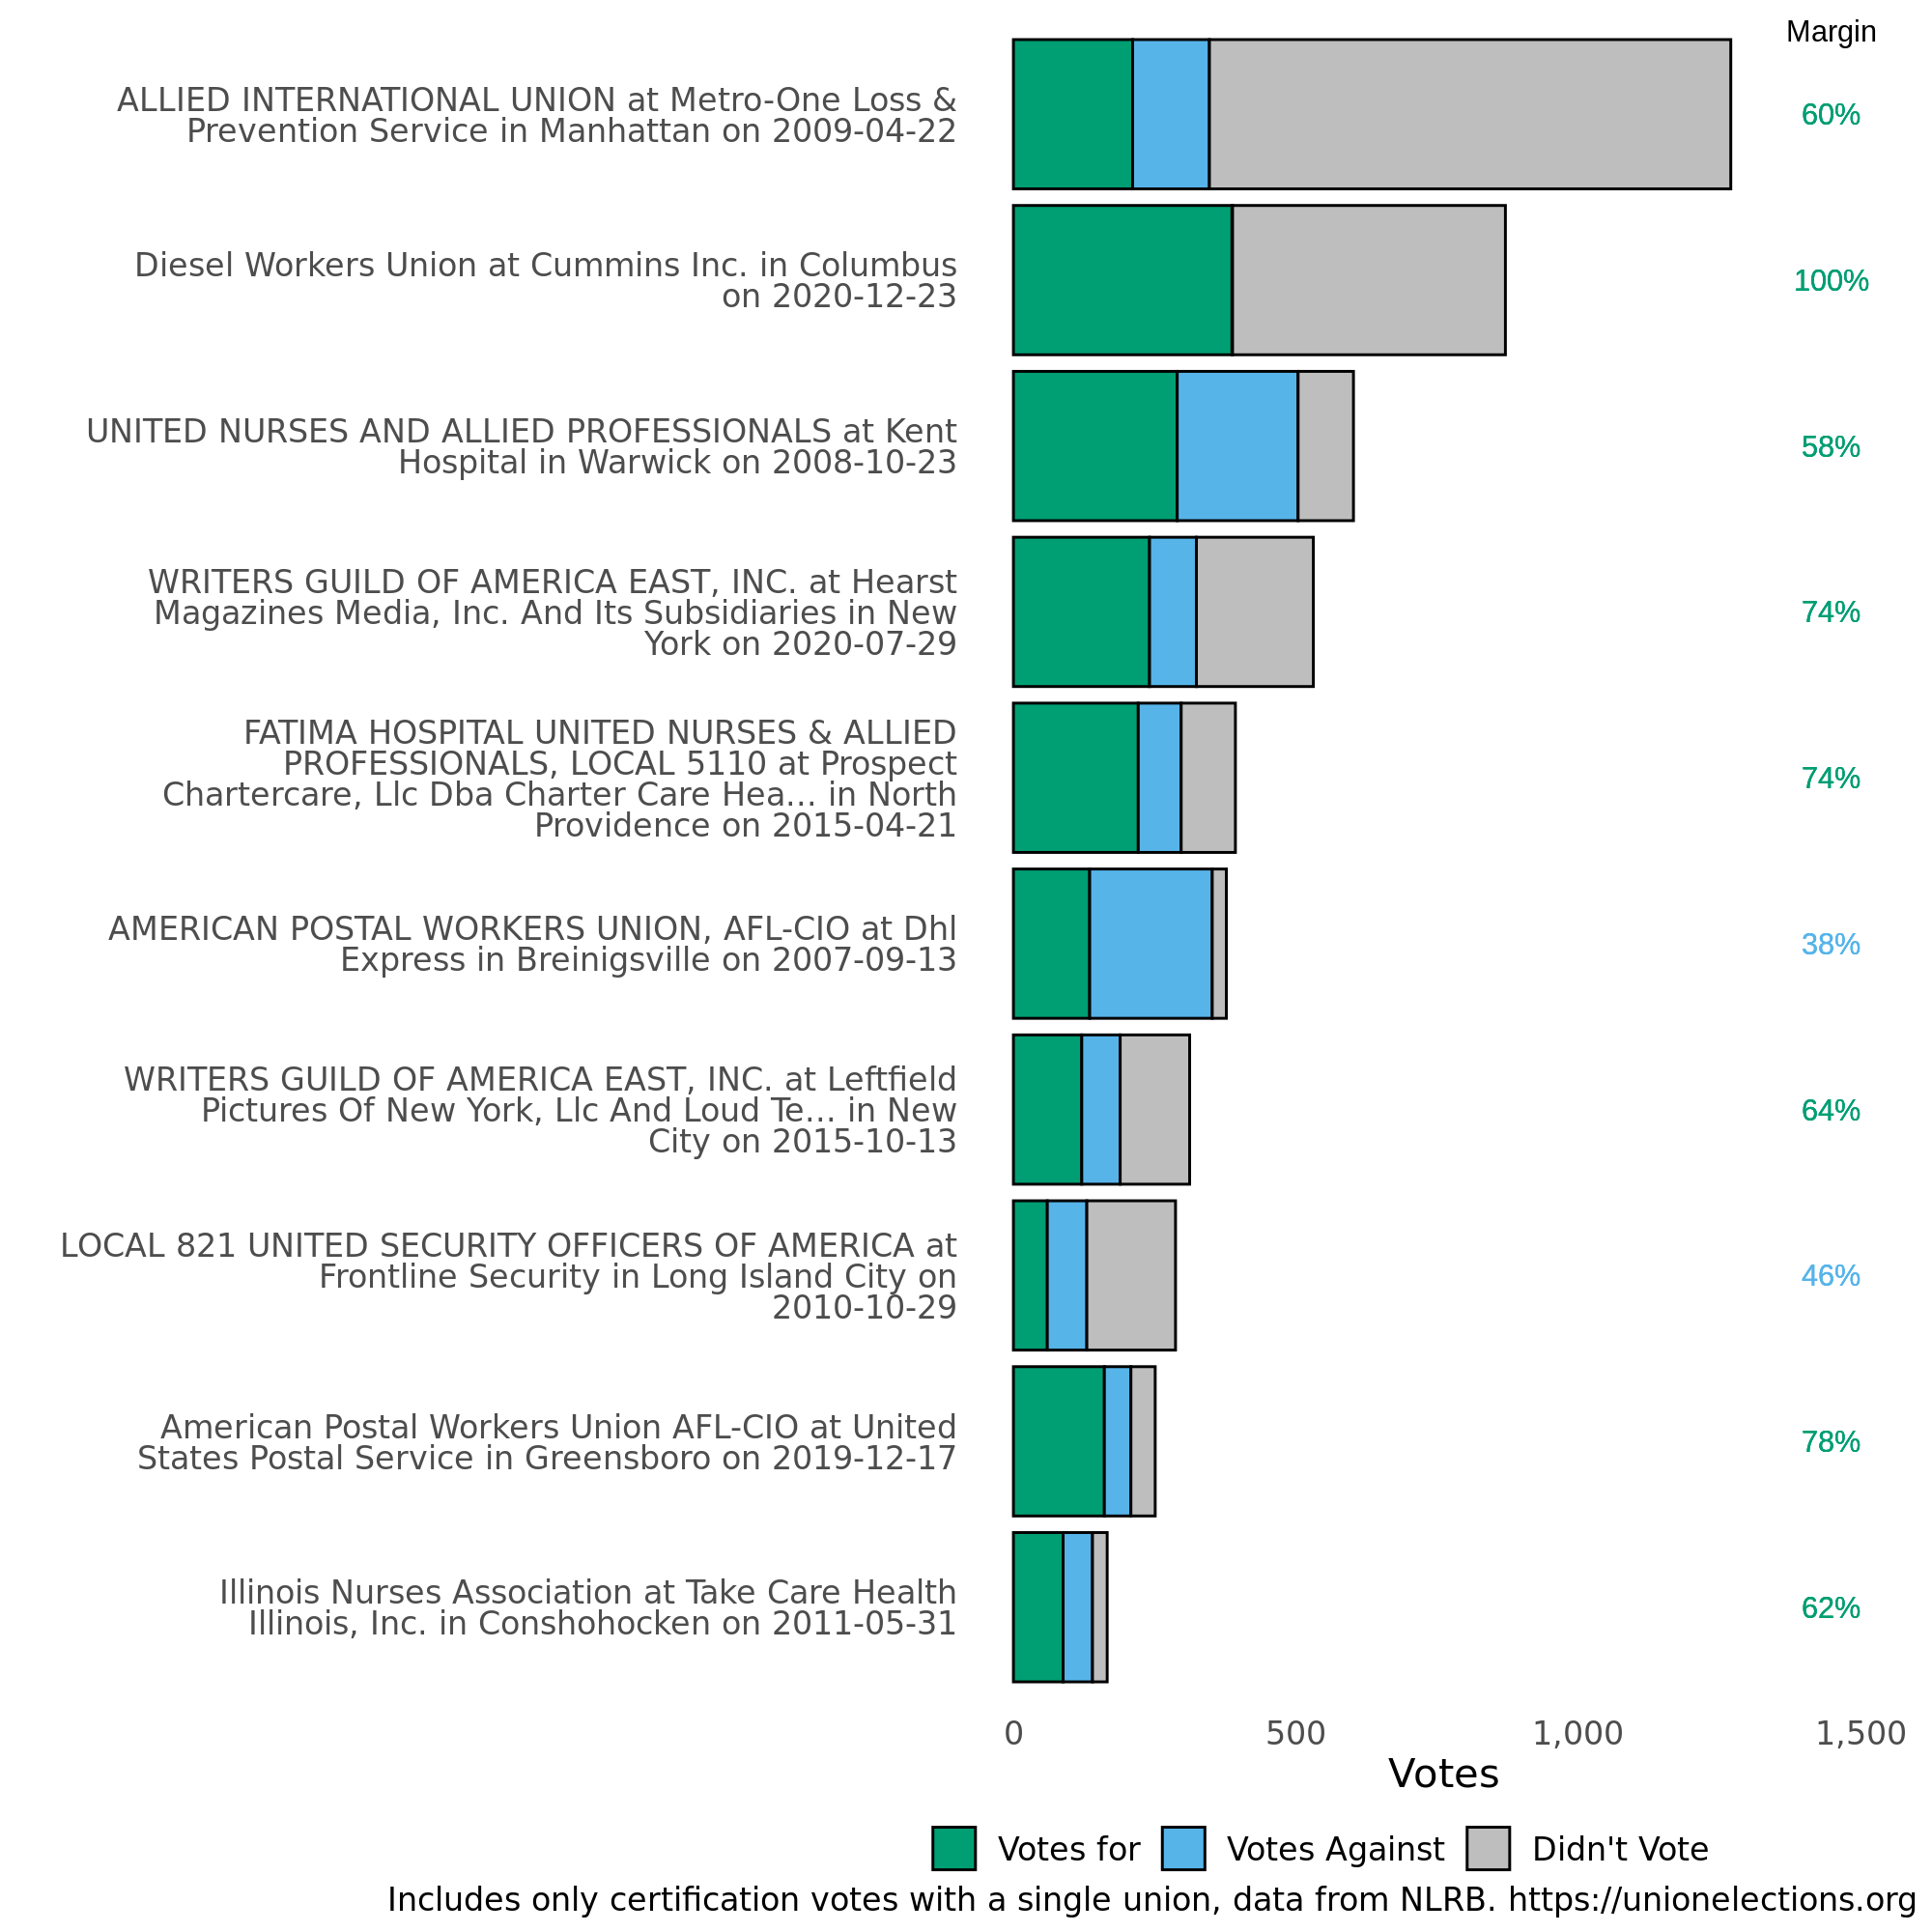 Margin
ALLIED INTERNATIONAL UNION at Metro-One Loss &
Prevention Service in Manhattan on 2009-04-22
60%
Diesel Workers Union at Cummins Inc. in Columbus
on 2020-12-23
100%
UNITED NURSES AND ALLIED PROFESSIONALS at Kent
Hospital in Warwick on 2008-10-23
58%
WRITERS GUILD OF AMERICA EAST, INC. at Hearst
Magazines Media, Inc. And Its Subsidiaries in New
York on 2020-07-29
74%
FATIMA HOSPITAL UNITED NURSES & ALLIED
PROFESSIONALS, LOCAL 5110 at Prospect
Chartercare, Llc Dba Charter Care Hea... in North
Providence on 2015-04-21
74%
AMERICAN POSTAL WORKERS UNION, AFL-CIO at Dhl
Express in Breinigsville on 2007-09-13
38%
WRITERS GUILD OF AMERICA EAST, INC. at Leftfield
Pictures Of New York, Llc And Loud Te... in New
City on 2015-10-13
64%
LOCAL 821 UNITED SECURITY OFFICERS OF AMERICA at
Frontline Security in Long Island City on
2010-10-29
46%
American Postal Workers Union AFL-CIO at United
States Postal Service in Greensboro on 2019-12-17
78%
Illinois Nurses Association at Take Care Health
Illinois, Inc. in Conshohocken on 2011-05-31
62%
0 500 1,000 1,500
Votes
Votes for Votes Against Didn't Vote
Includes only certification votes with a single union, data from NLRB. https://unionelections.org